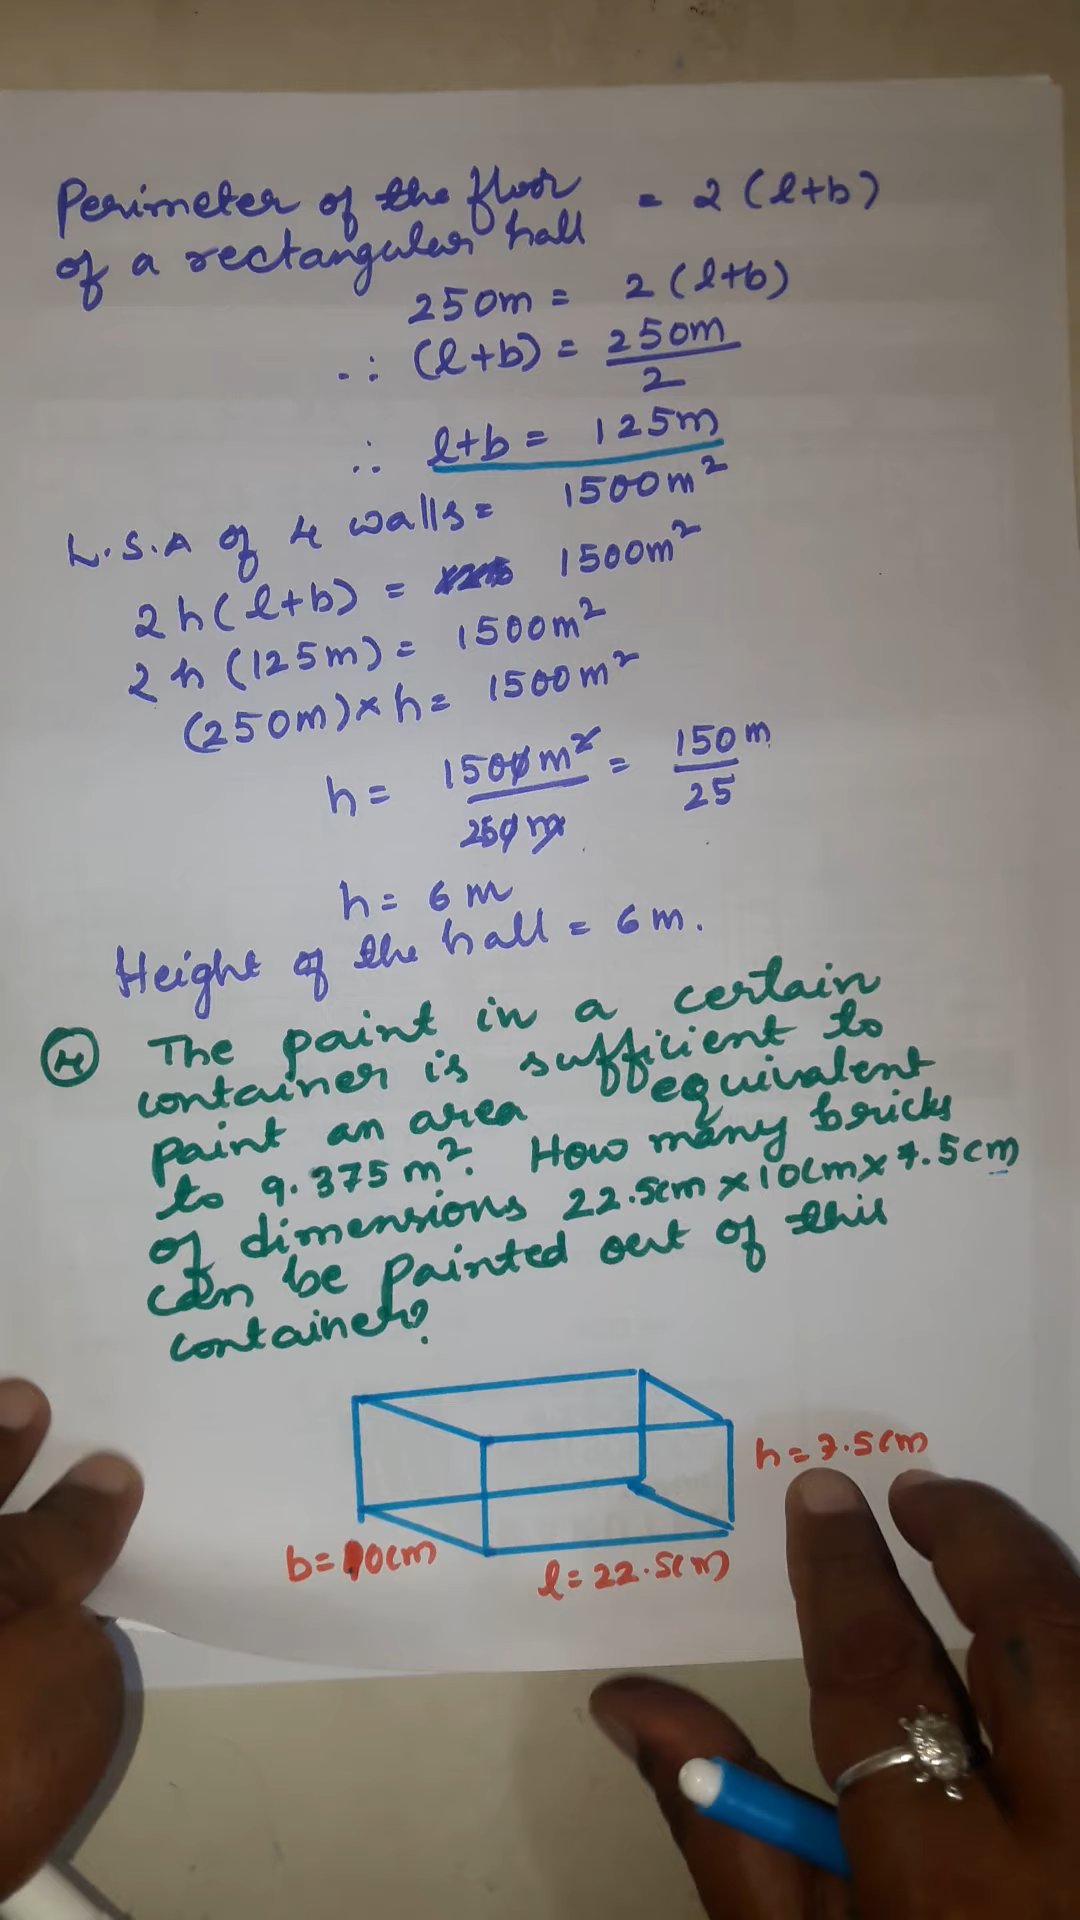 Perimeter of the floor = 2 (l+b)
of a rectangular hall
250m = 2 (l+b)
∴ (l+b) = 250m/2
∴ l+b = 125m
L.S.A of 4 walls = 1500m²
2h(l+b) = 1500m²
2h (125m) = 1500m²
(250m)×h = 1500m²
h = 1500m²/250m = 150m/25
h = 6 m
Height of the hall = 6m.
④ The paint in a certain
container is sufficient to
paint an area equivalent
to 9.375m². How many bricks
of dimensions 22.5cm×10cm×7.5cm
can be painted out of this
container?
h=7.5cm
b=10cm
l=22.5cm